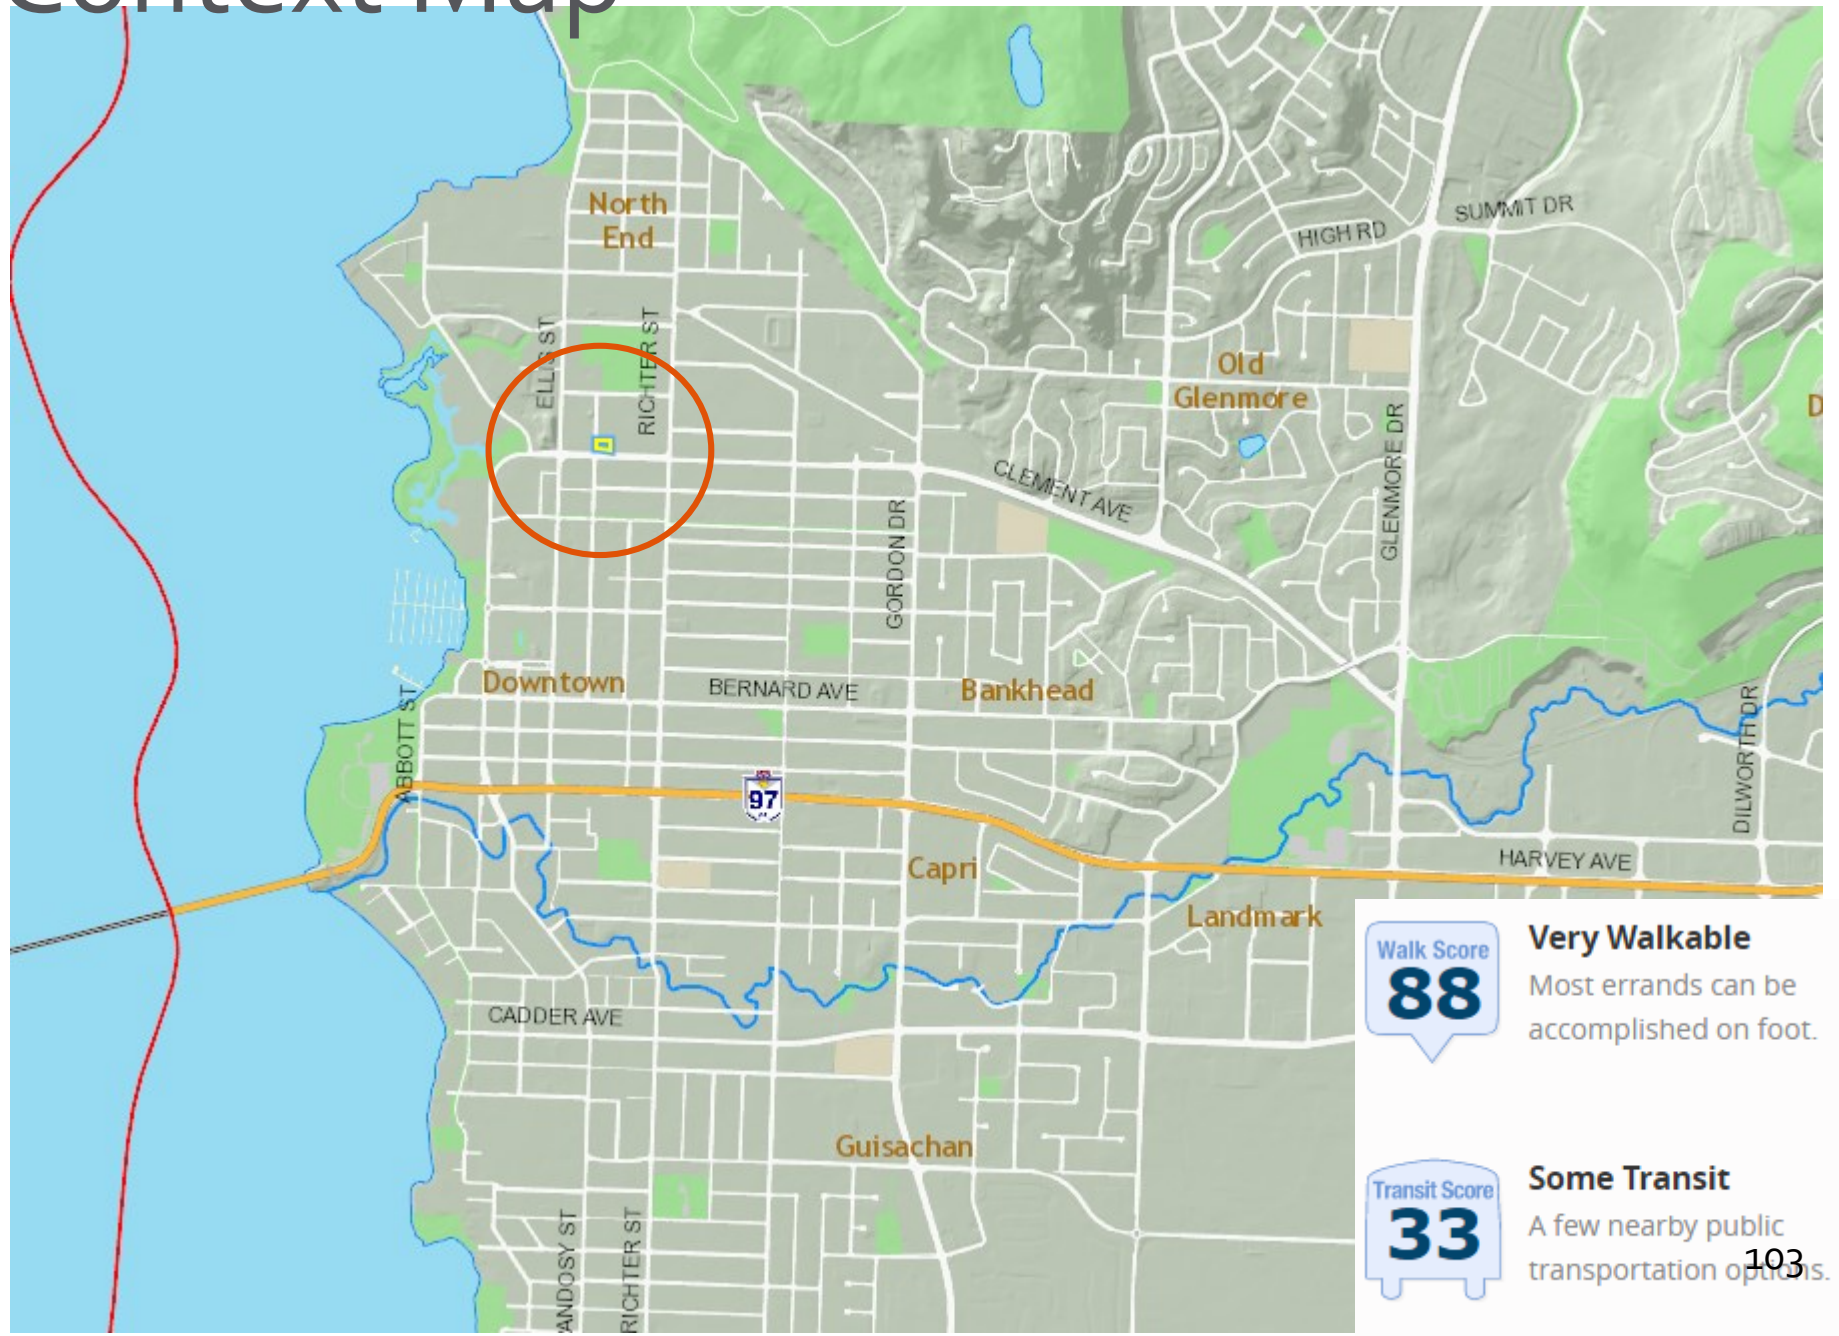 Context Map
North
End
SUMMIT DR
HIGH RD
ELLIS ST
RICHTER ST
Old
Glenmore
D
CLEMENT AVE
GLENMORE DR
GORDON DR
Downtown
BERNARD AVE
Bankhead
ABBOTT ST
DILWORTH DR
97
HARVEY AVE
Capri
Landmark
CADDER AVE
Guisachan
ANDOSY ST
RICHTER ST
Walk Score
88
Very Walkable
Most errands can be
accomplished on foot.
Transit Score
33
Some Transit
A few nearby public
transportation options.
103